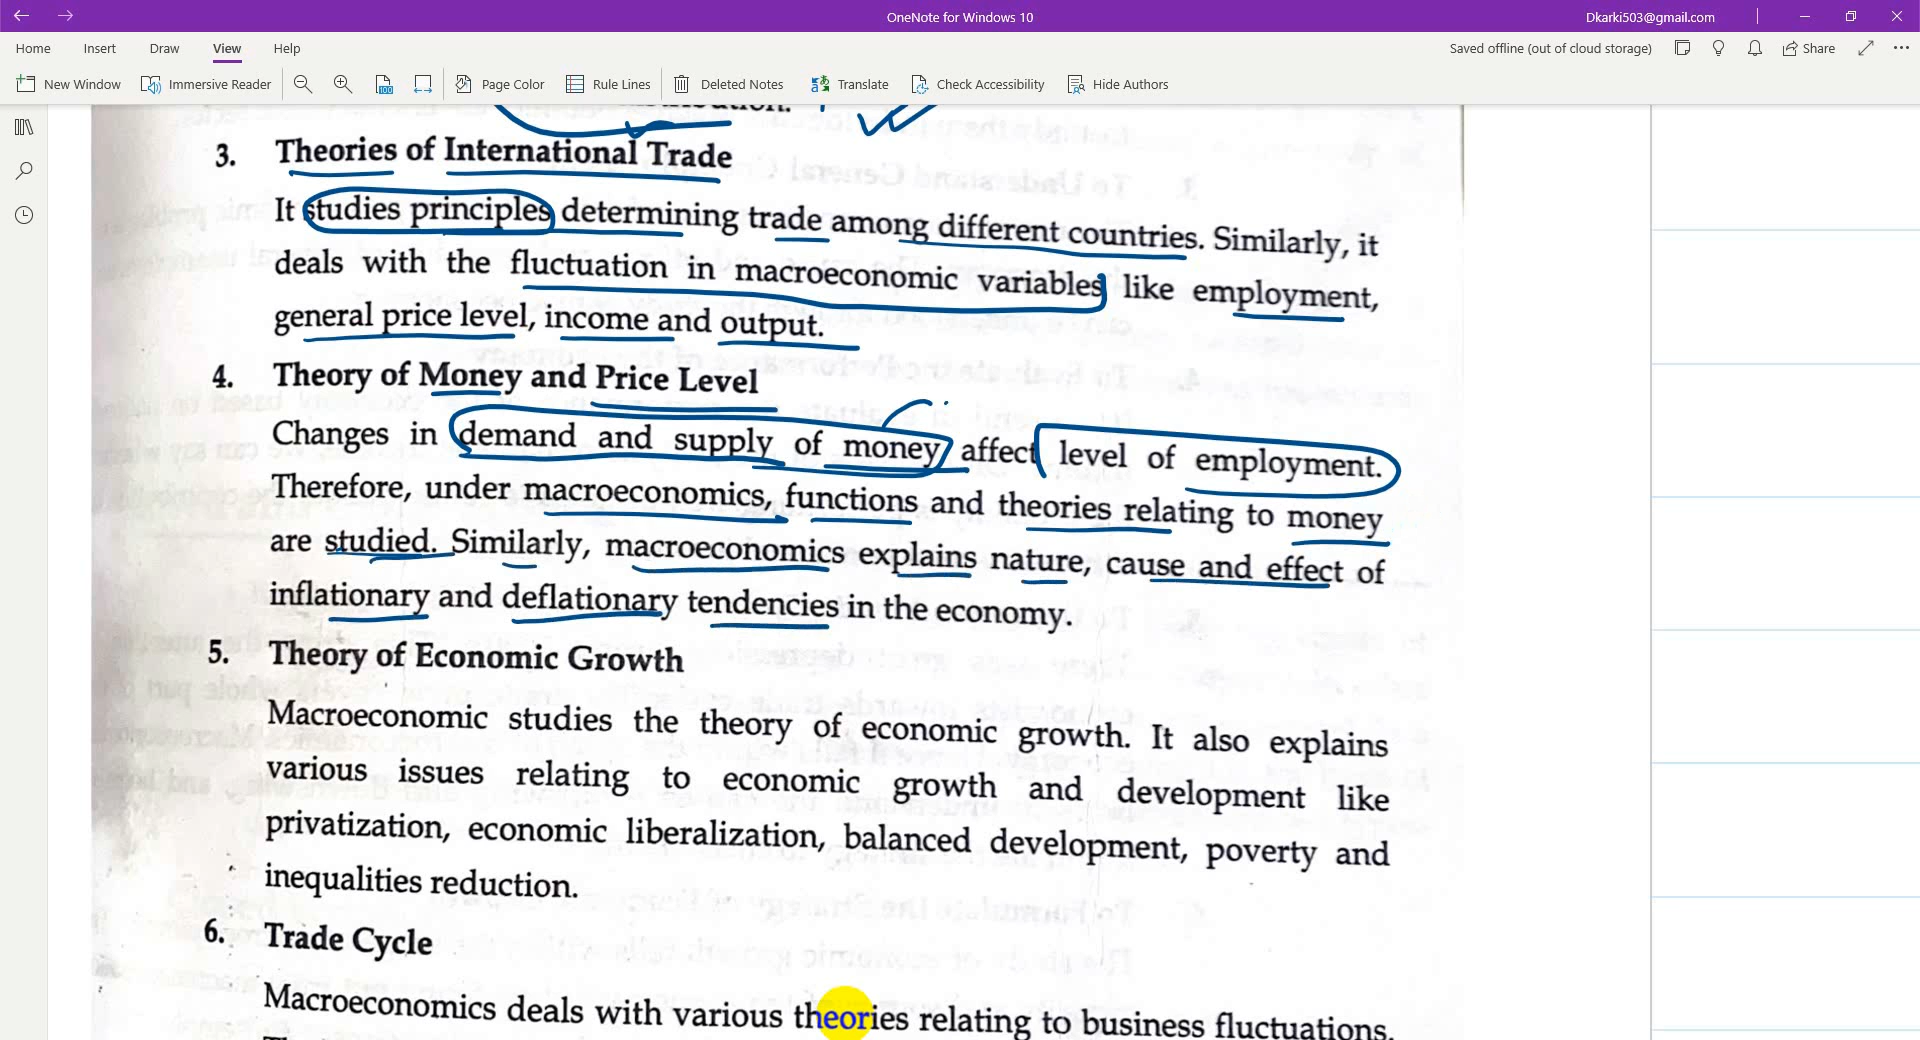 OneNote for Windows 10
Dkarki503@gmail.com
Home Insert Draw View Help
Saved offline (out of cloud storage) Share
New Window Immersive Reader Page Color Rule Lines Deleted Notes Translate Check Accessibility Hide Authors
3. Theories of International Trade
It studies principles determining trade among different countries. Similarly, it
deals with the fluctuation in macroeconomic variables like employment,
general price level, income and output.
4. Theory of Money and Price Level
Changes in demand and supply of money affect level of employment.
Therefore, under macroeconomics, functions and theories relating to money
are studied. Similarly, macroeconomics explains nature, cause and effect of
inflationary and deflationary tendencies in the economy.
5. Theory of Economic Growth
Macroeconomic studies the theory of economic growth. It also explains
various issues relating to economic growth and development like
privatization, economic liberalization, balanced development, poverty and
inequalities reduction.
6. Trade Cycle
Macroeconomics deals with various theories relating to business fluctuations.